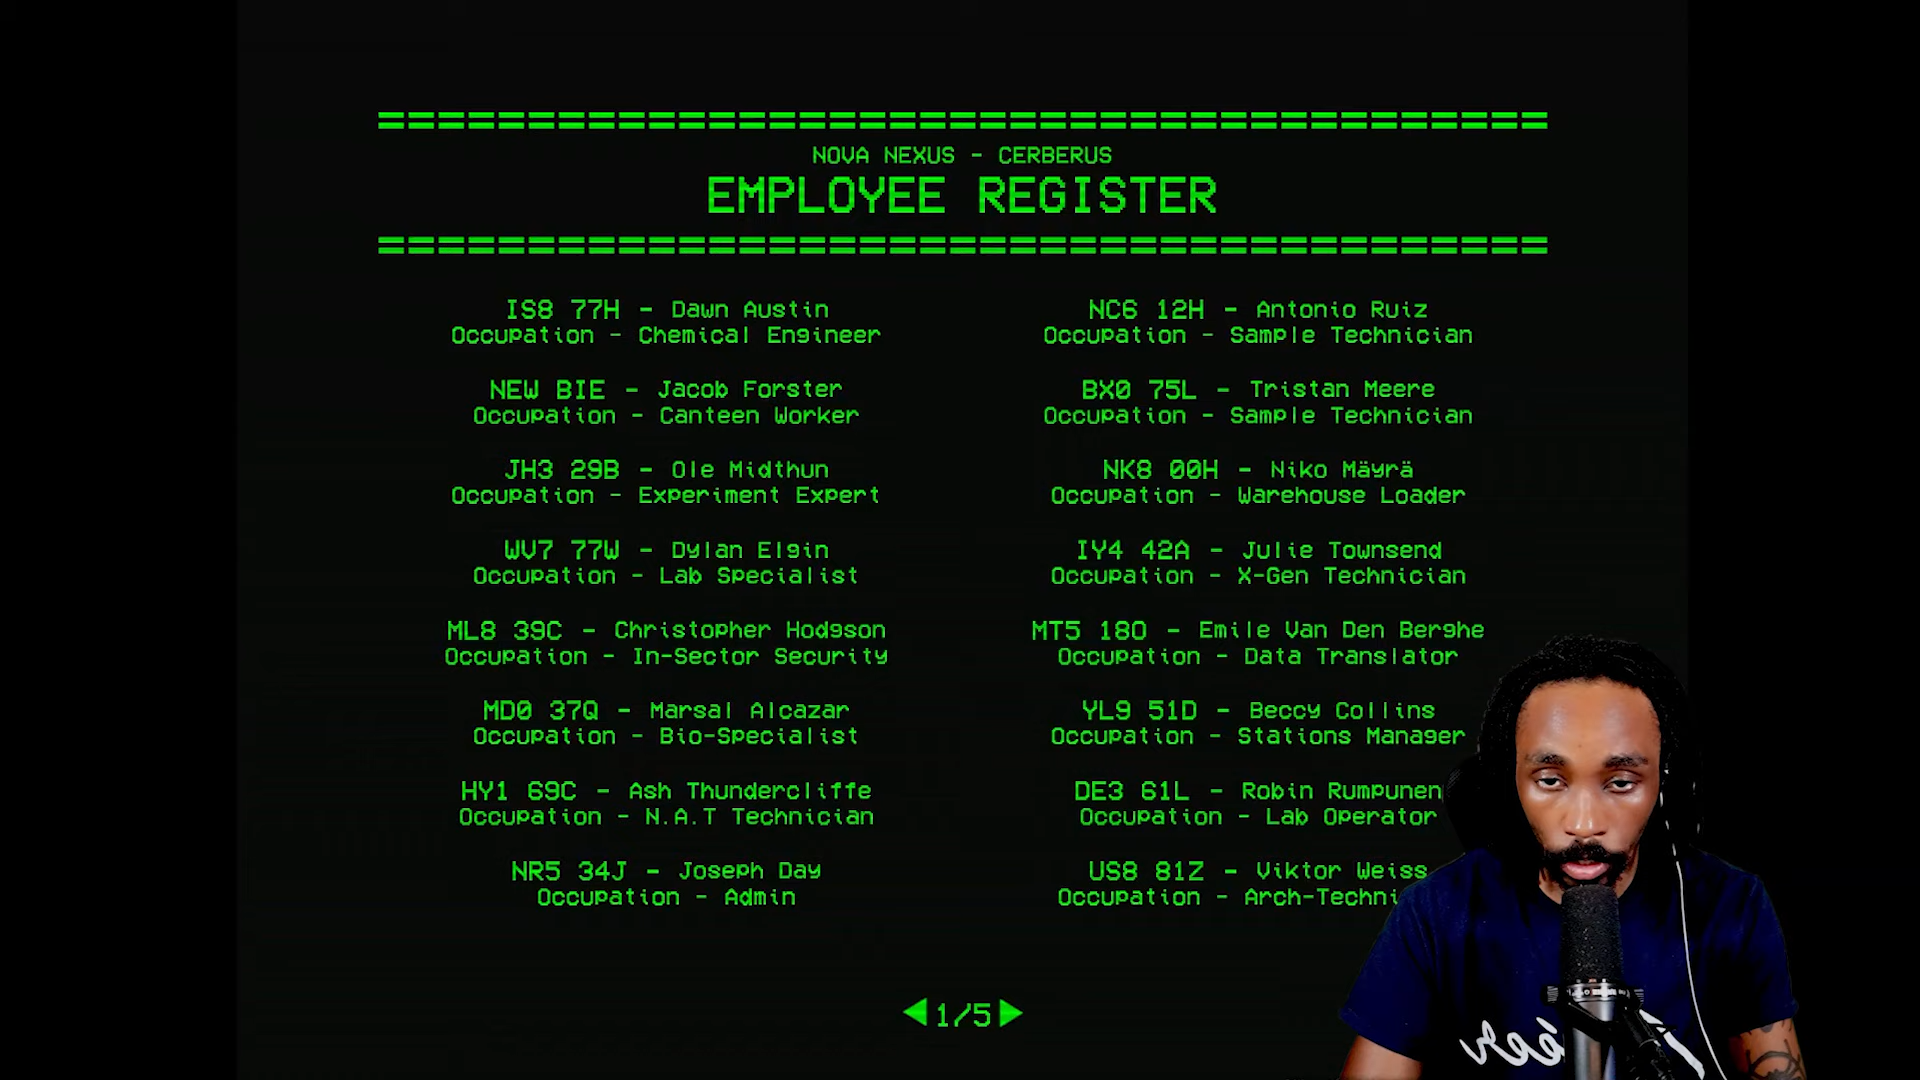 NOVA NEXUS - CERBERUS
EMPLOYEE REGISTER
IS8 77H - Dawn Austin
Occupation - Chemical Engineer
NEW BIE - Jacob Forster
Occupation - Canteen Worker
JH3 29B - Ole Midthun
Occupation - Experiment Expert
WV7 77W - Dylan Elgin
Occupation - Lab Specialist
ML8 39C - Christopher Hodgson
Occupation - In-Sector Security
MD0 37Q - Marsal Alcazar
Occupation - Bio-Specialist
HY1 69C - Ash Thundercliffe
Occupation - N.A.T Technician
NR5 34J - Joseph Day
Occupation - Admin
NC6 12H - Antonio Ruiz
Occupation - Sample Technician
BX0 75L - Tristan Meere
Occupation - Sample Technician
NK8 00H - Niko Mäyrä
Occupation - Warehouse Loader
IY4 42A - Julie Townsend
Occupation - X-Gen Technician
MT5 18O - Emile Van Den Berghe
Occupation - Data Translator
YL9 51D - Beccy Collins
Occupation - Stations Manager
DE3 61L - Robin Rumpunen
Occupation - Lab Operator
US8 81Z - Viktor Weiss
Occupation - Arch-Techni
1/5